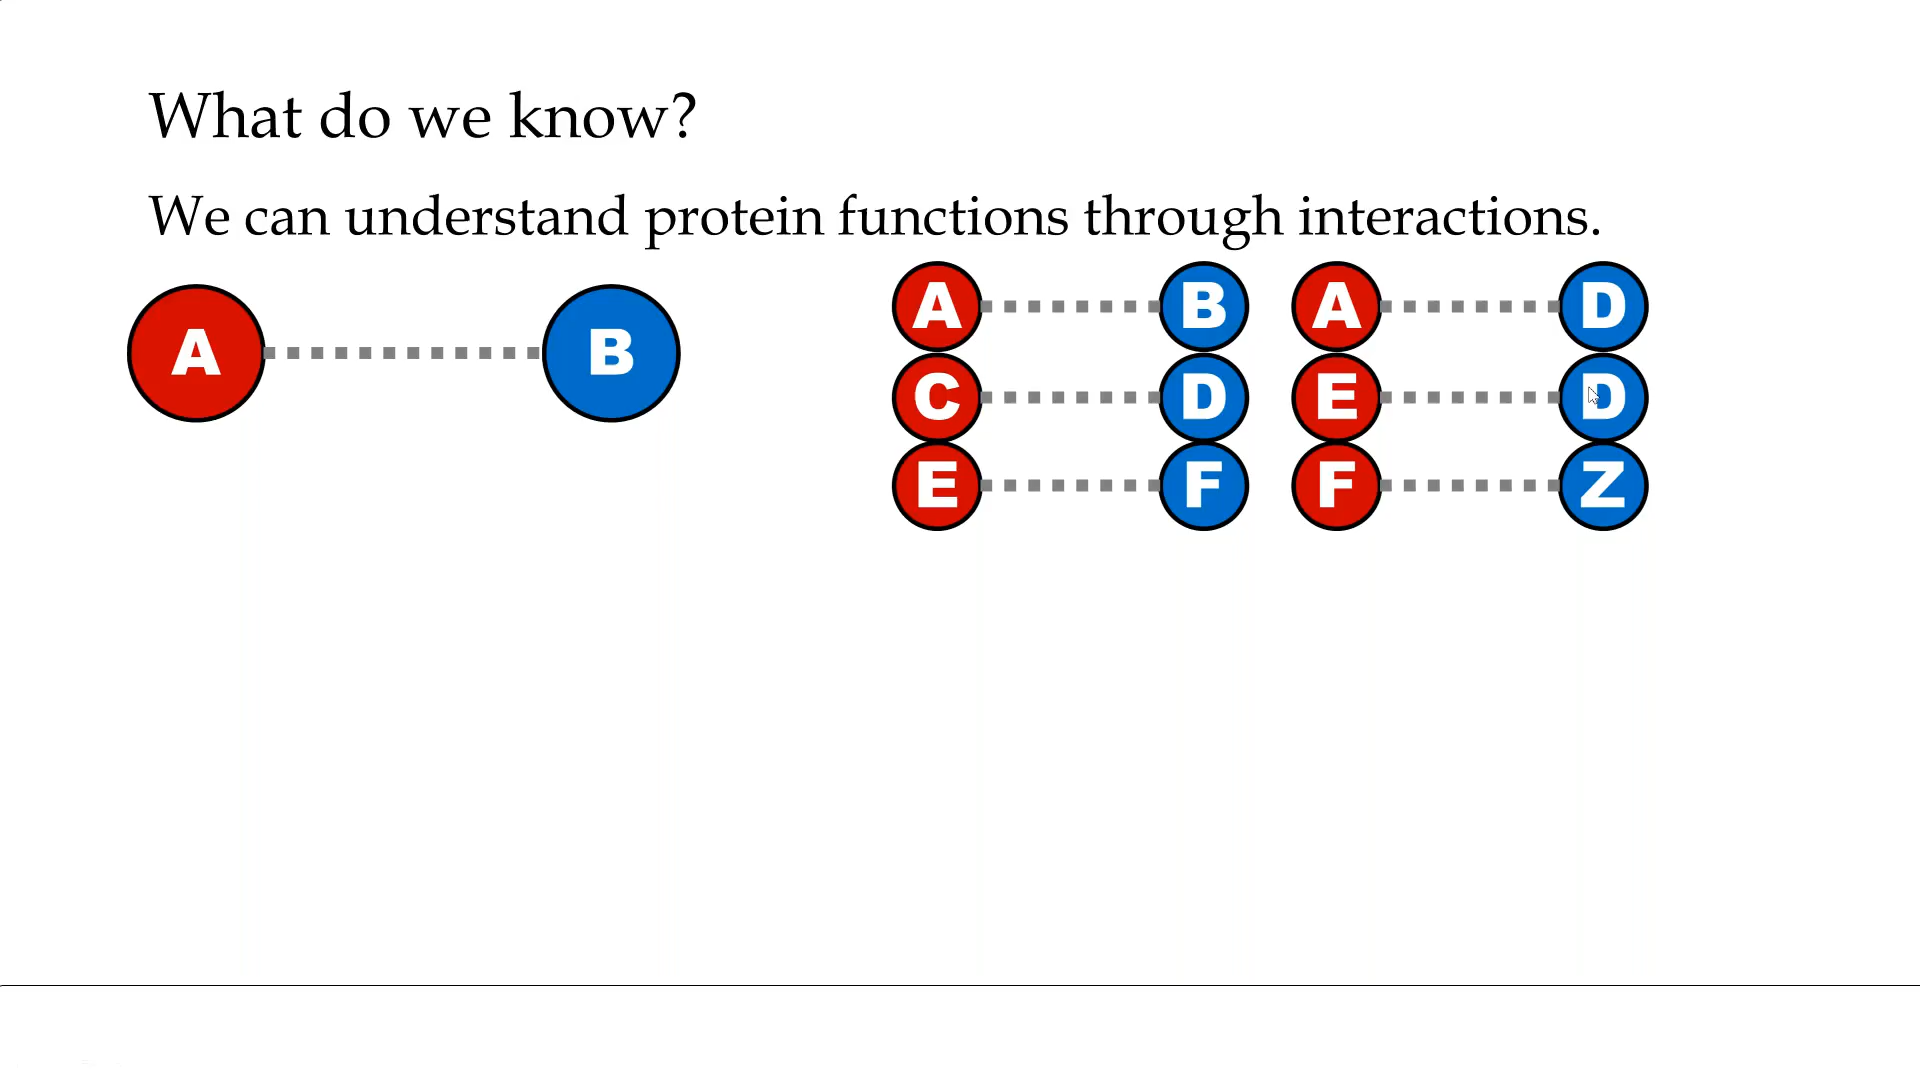 What do we know?
We can understand protein functions through interactions.
A B
A B A D
C D E D
E F F Z